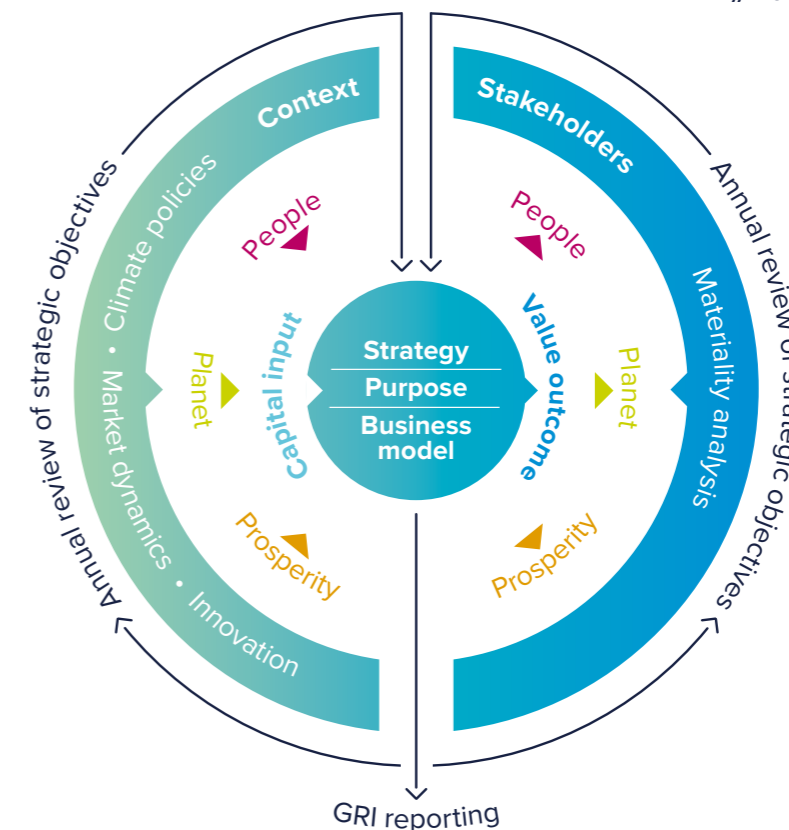 Annual review of strategic objectives
Context
Climate policies • Market dynamics • Innovation
People
Planet
Prosperity
Capital input
Strategy
Purpose
Business
model
Value outcome
People
Planet
Prosperity
Stakeholders
Materiality analysis
Annual review of strategic objectives
GRI reporting